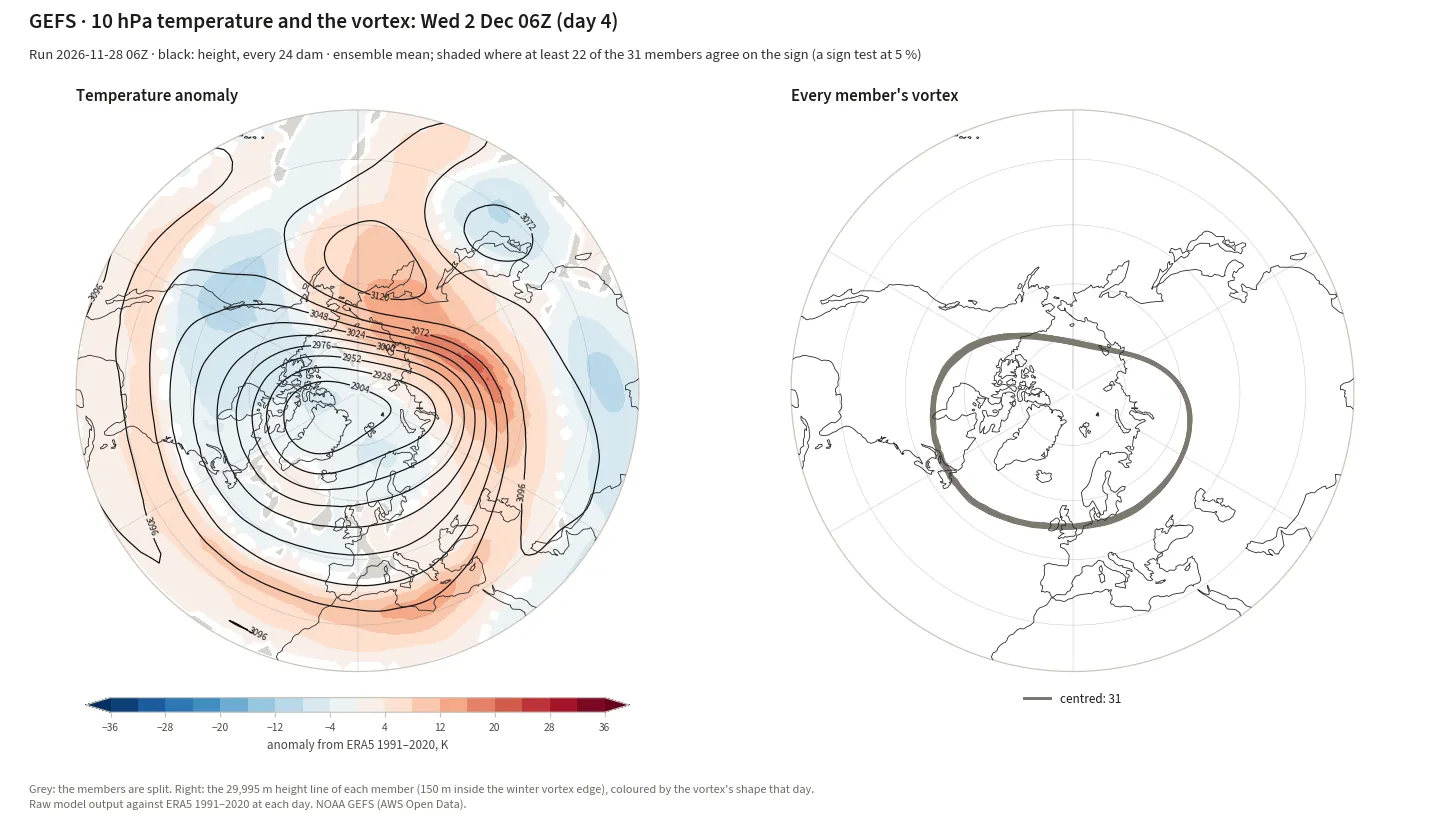 GEFS · 10 hPa temperature and the vortex: Wed 2 Dec 06Z (day 4)
Run 2026-11-28 06Z · black: height, every 24 dam · ensemble mean; shaded where at least 22 of the 31 members agree on the sign (a sign test at 5 %)
Temperature anomaly
Every member's vortex
3072
3096
3120
3048
3072
3024
3000
2976
2952
2928
2904
3096
3096
3096
centred: 31
−36 −28 −20 −12 −4 4 12 20 28 36
anomaly from ERA5 1991–2020, K
Grey: the members are split. Right: the 29,995 m height line of each member (150 m inside the winter vortex edge), coloured by the vortex's shape that day.
Raw model output against ERA5 1991–2020 at each day. NOAA GEFS (AWS Open Data).